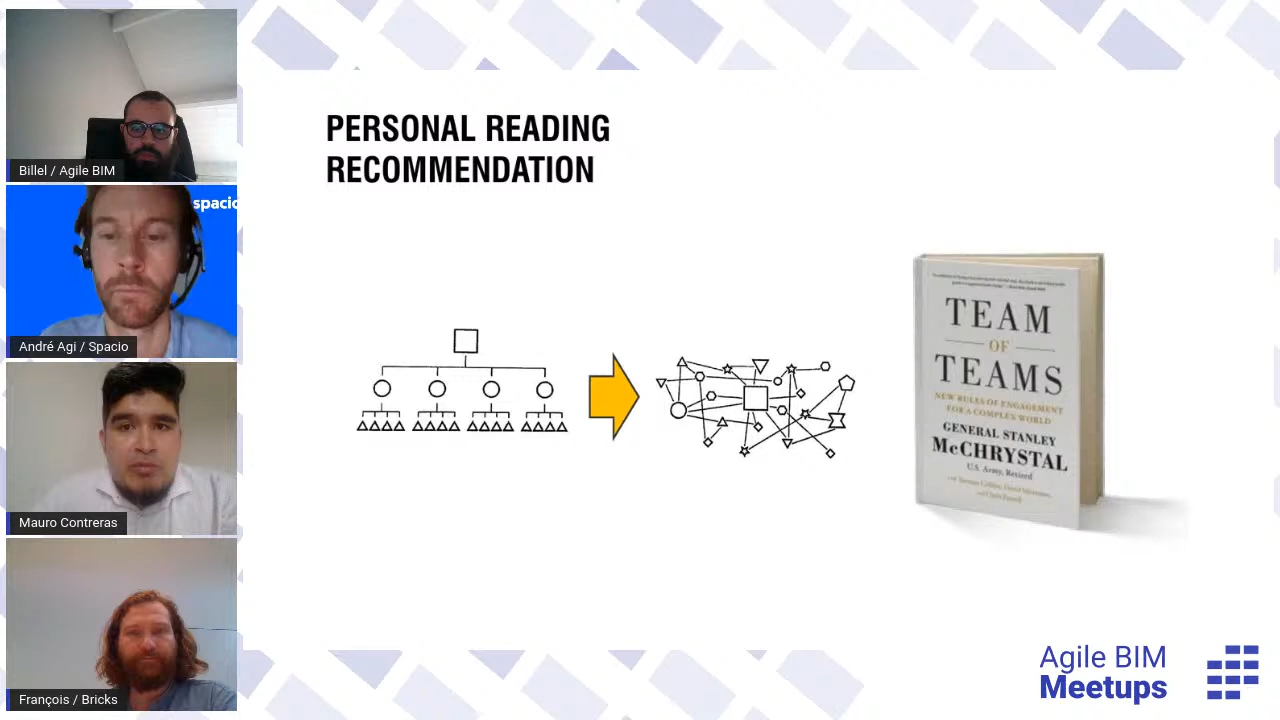 Billel / Agile BIM
spacio
André Agi / Spacio
Mauro Contreras
François / Bricks
PERSONAL READING
RECOMMENDATION
TEAM
OF
TEAMS
NEW RULES OF ENGAGEMENT
FOR A COMPLEX WORLD
GENERAL STANLEY
McCHRYSTAL
U.S. Army, Retired
Agile BIM
Meetups